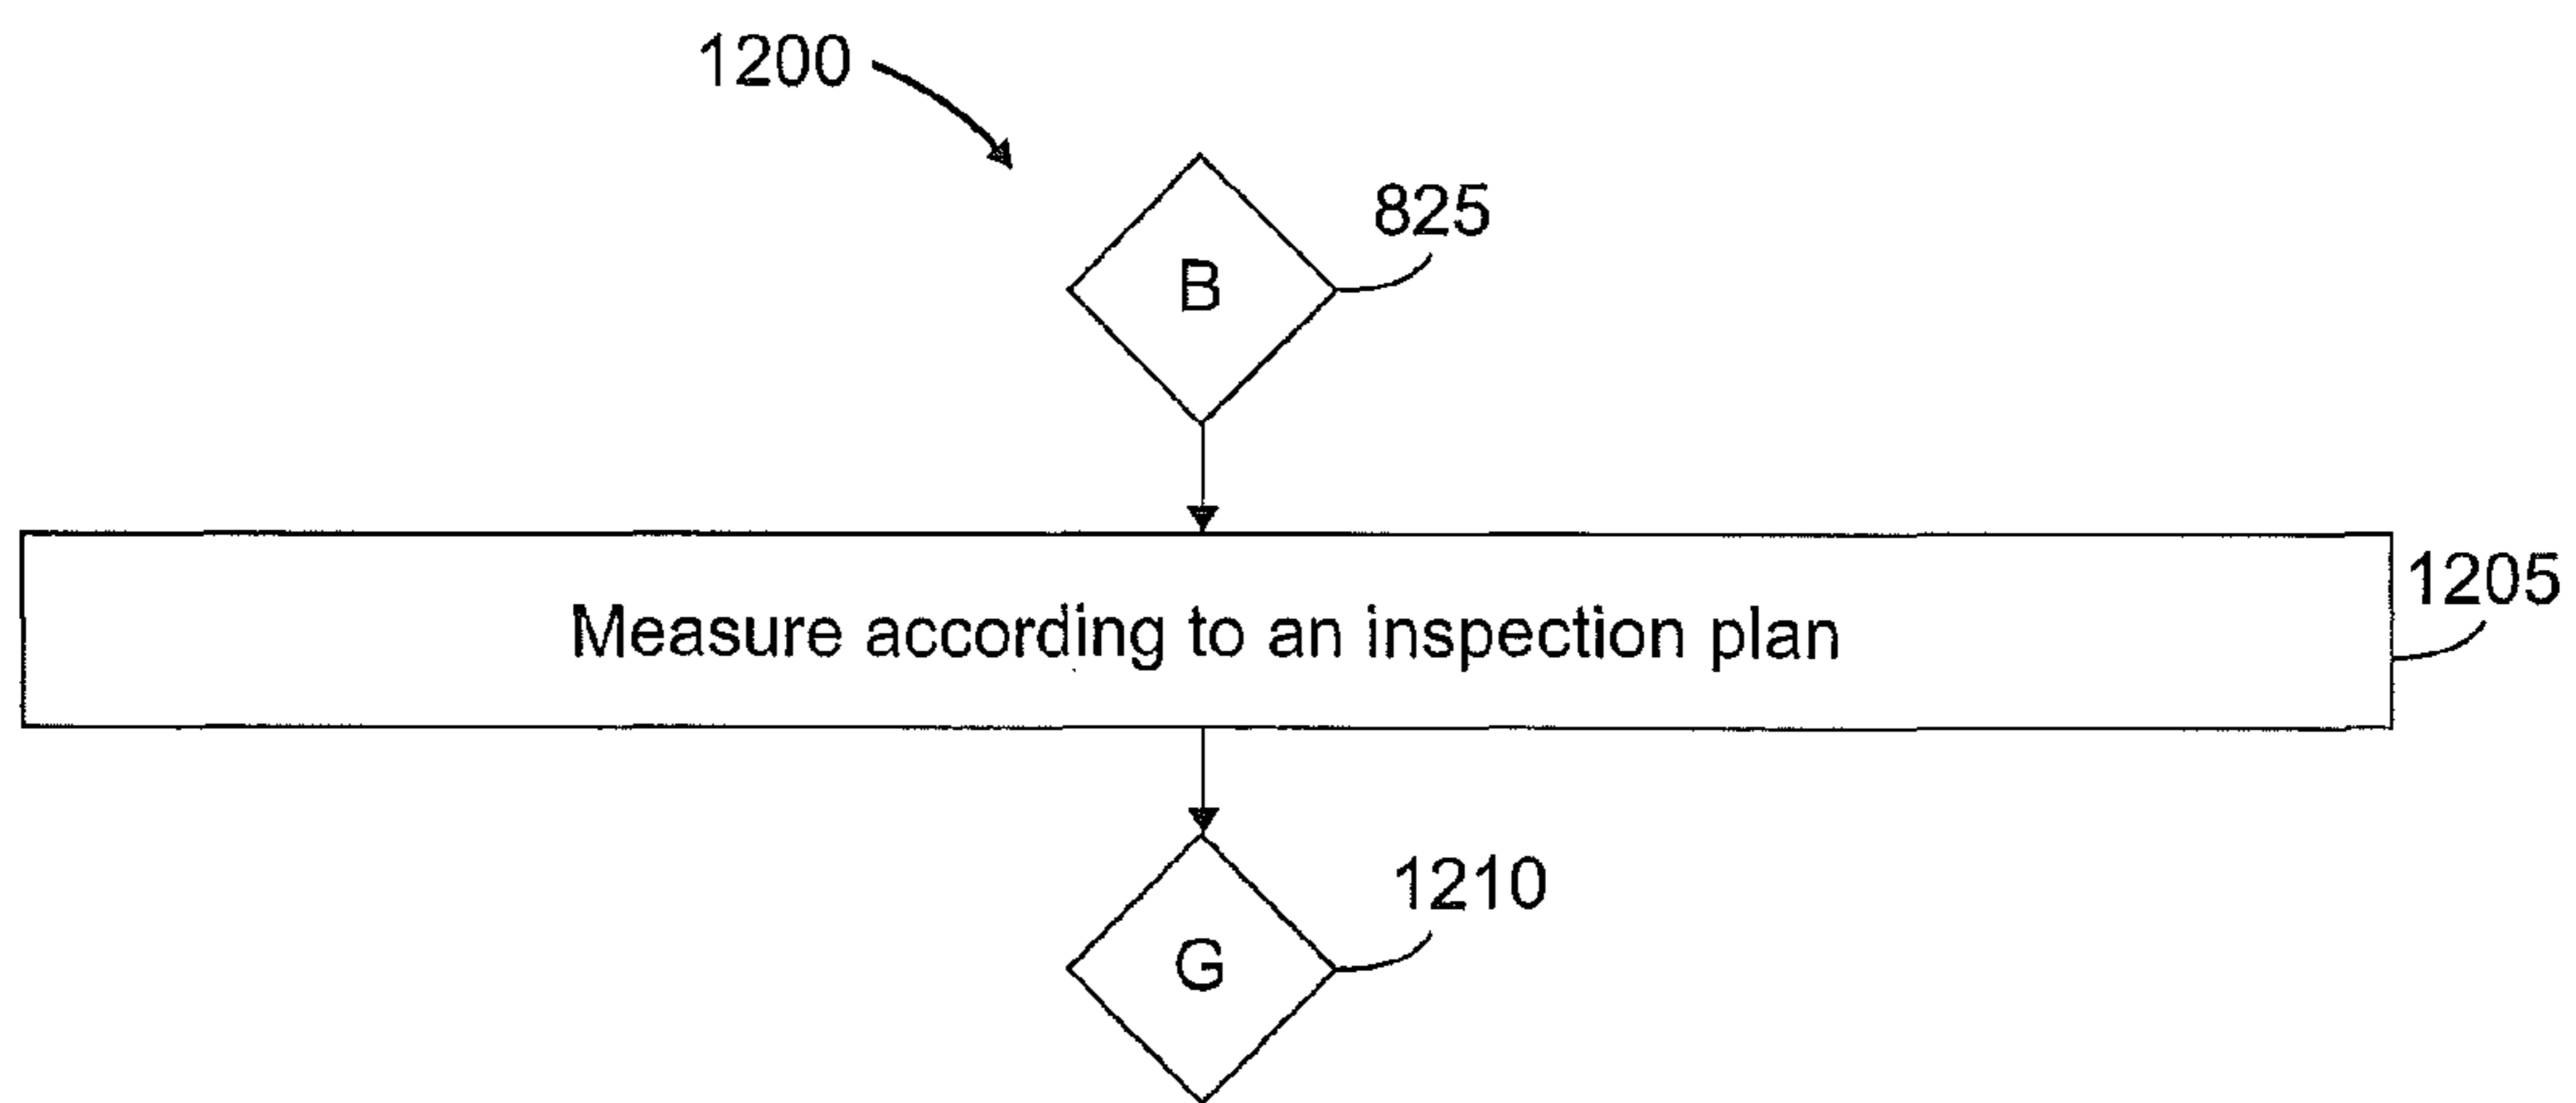 1200
825
B
Measure according to an inspection plan
1205
1210
G